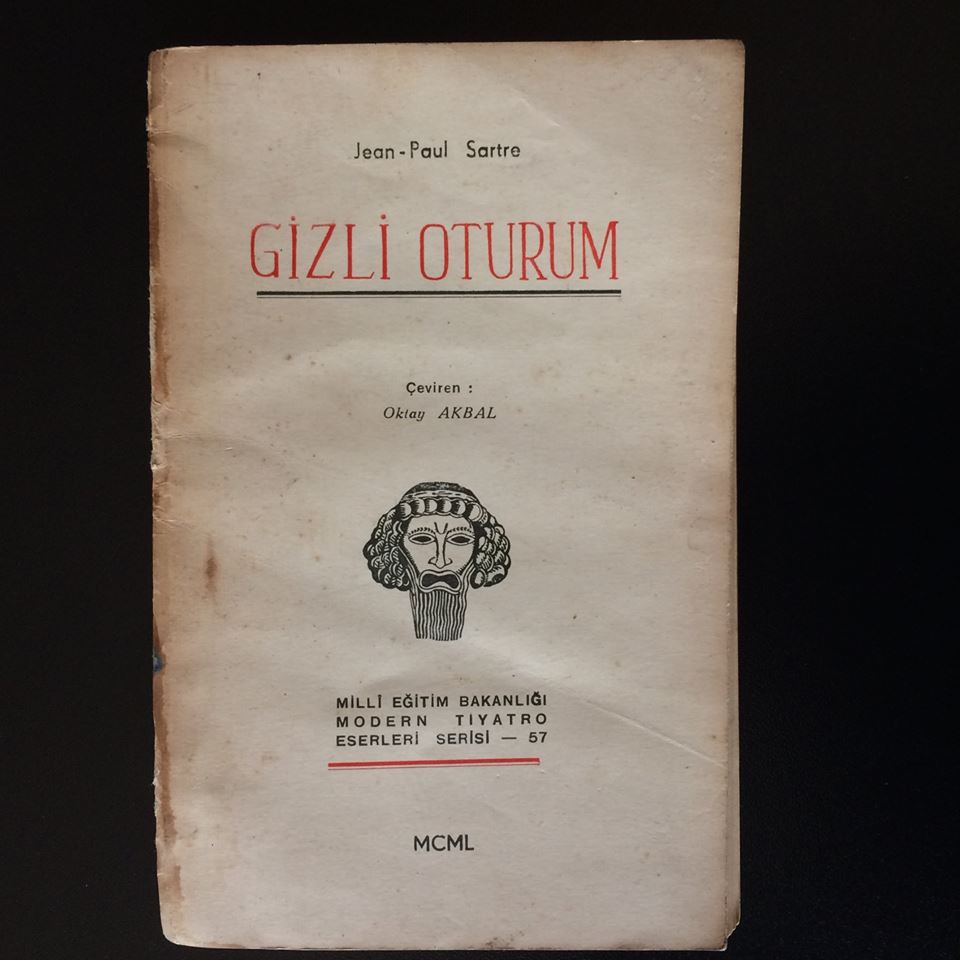 Jean-Paul Sartre
GİZLİ OTURUM
Çeviren :
Oktay AKBAL
MİLLÎ EĞİTİM BAKANLIĞI
MODERN TİYATRO
ESERLERİ SERİSİ — 57
MCML